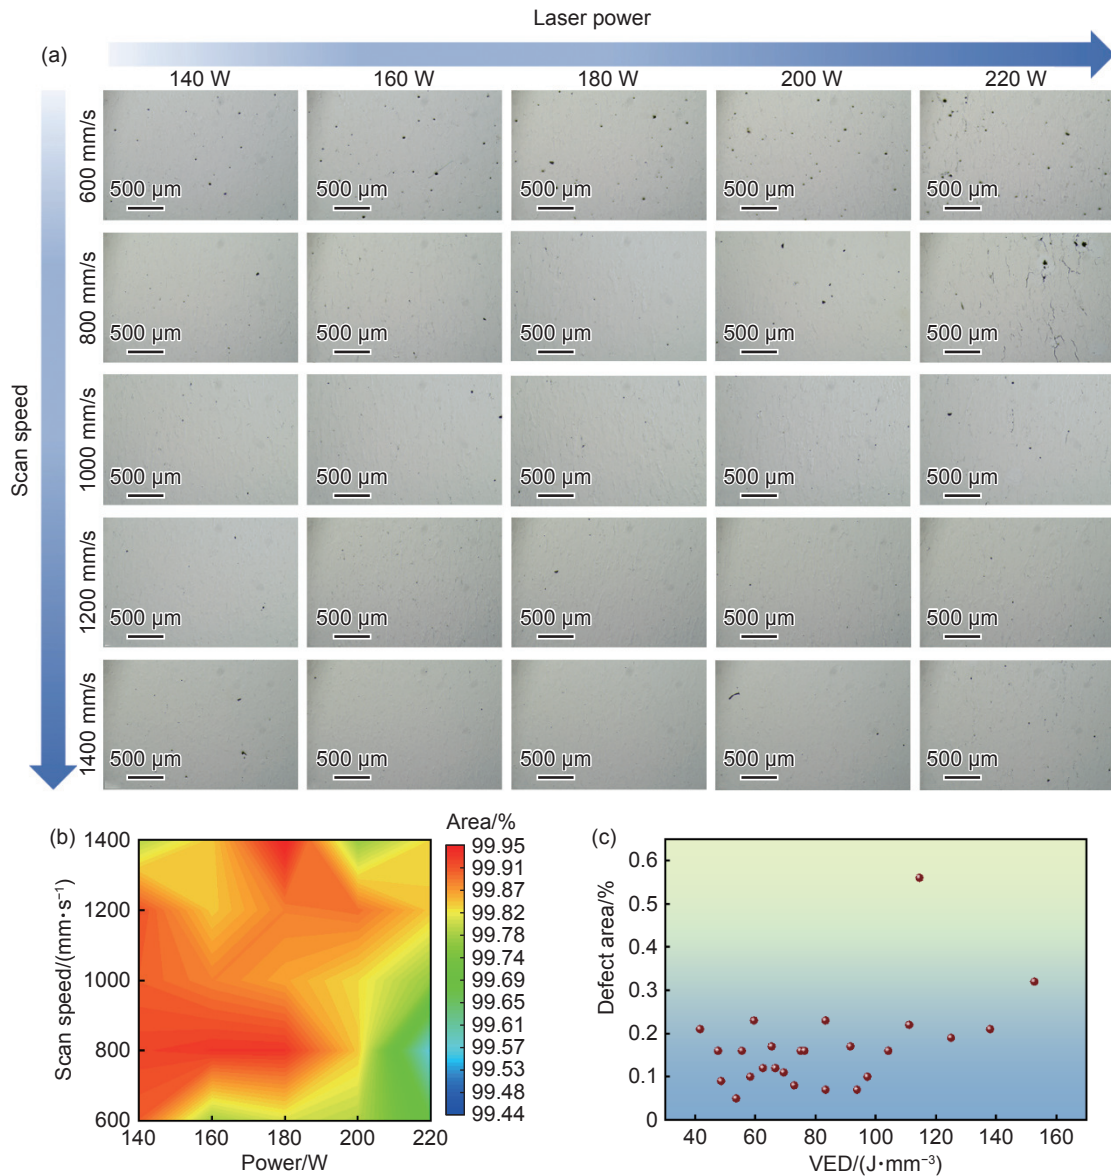 Laser power
(a)
140 W 160 W 180 W 200 W 220 W
Scan speed
600 mm/s
500 μm 500 μm 500 μm 500 μm 500 μm
800 mm/s
500 μm 500 μm 500 μm 500 μm 500 μm
1000 mm/s
500 μm 500 μm 500 μm 500 μm 500 μm
1200 mm/s
500 μm 500 μm 500 μm 500 μm 500 μm
1400 mm/s
500 μm 500 μm 500 μm 500 μm 500 μm
(b)
Scan speed/(mm·s⁻¹)
1400
1200
1000
800
600
140 160 180 200 220
Power/W
Area/%
99.95
99.91
99.87
99.82
99.78
99.74
99.69
99.65
99.61
99.57
99.53
99.48
99.44
(c)
Defect area/%
0.6
0.5
0.4
0.3
0.2
0.1
0
40 60 80 100 120 140 160
VED/(J·mm⁻³)